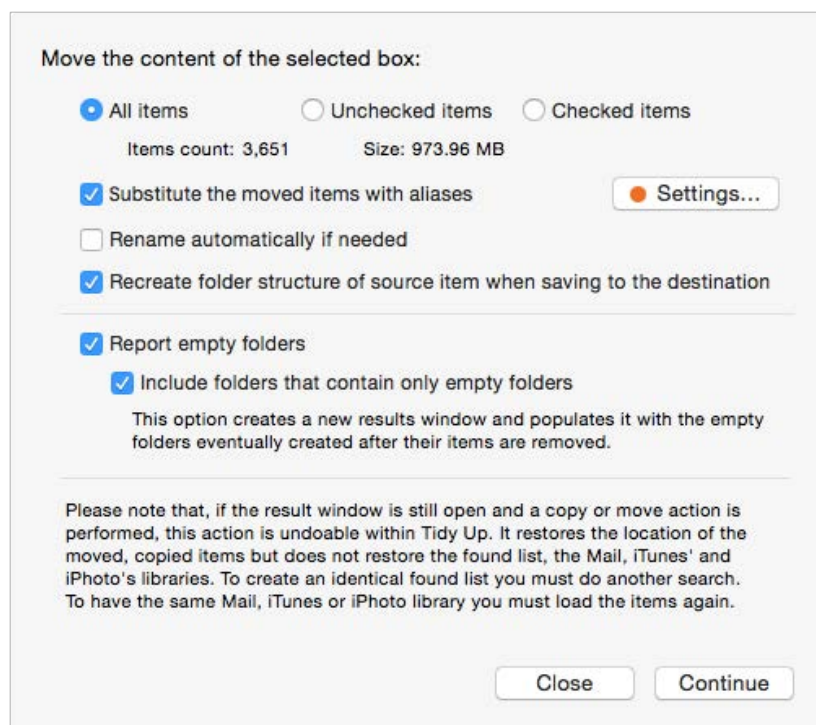 Move the content of the selected box:
All items Unchecked items Checked items
Items count: 3,651 Size: 973.96 MB
Substitute the moved items with aliases Settings...
Rename automatically if needed
Recreate folder structure of source item when saving to the destination
Report empty folders
Include folders that contain only empty folders
This option creates a new results window and populates it with the empty
folders eventually created after their items are removed.
Please note that, if the result window is still open and a copy or move action is
performed, this action is undoable within Tidy Up. It restores the location of the
moved, copied items but does not restore the found list, the Mail, iTunes' and
iPhoto's libraries. To create an identical found list you must do another search.
To have the same Mail, iTunes or iPhoto library you must load the items again.
Close Continue